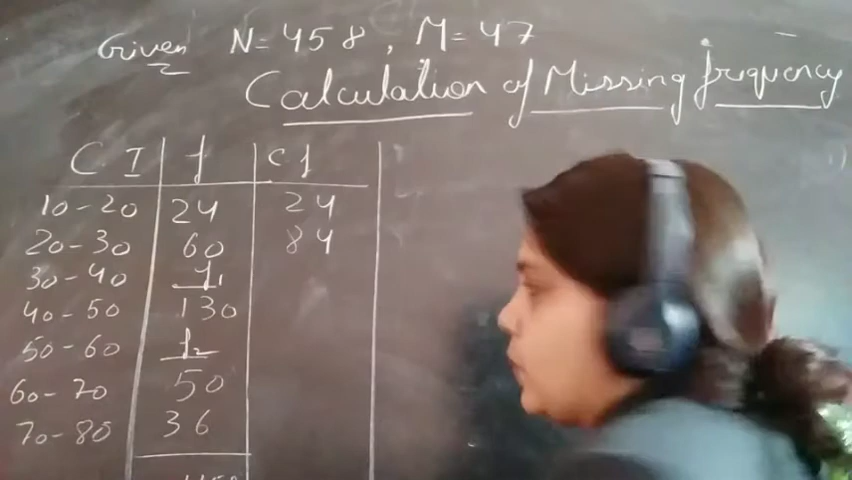 Given N=458, M=47
Calculation of Missing frequency
C I f c f
10-20 24 24
20-30 60 84
30-40 f1
40-50 130
50-60 f2
60-70 50
70-80 36